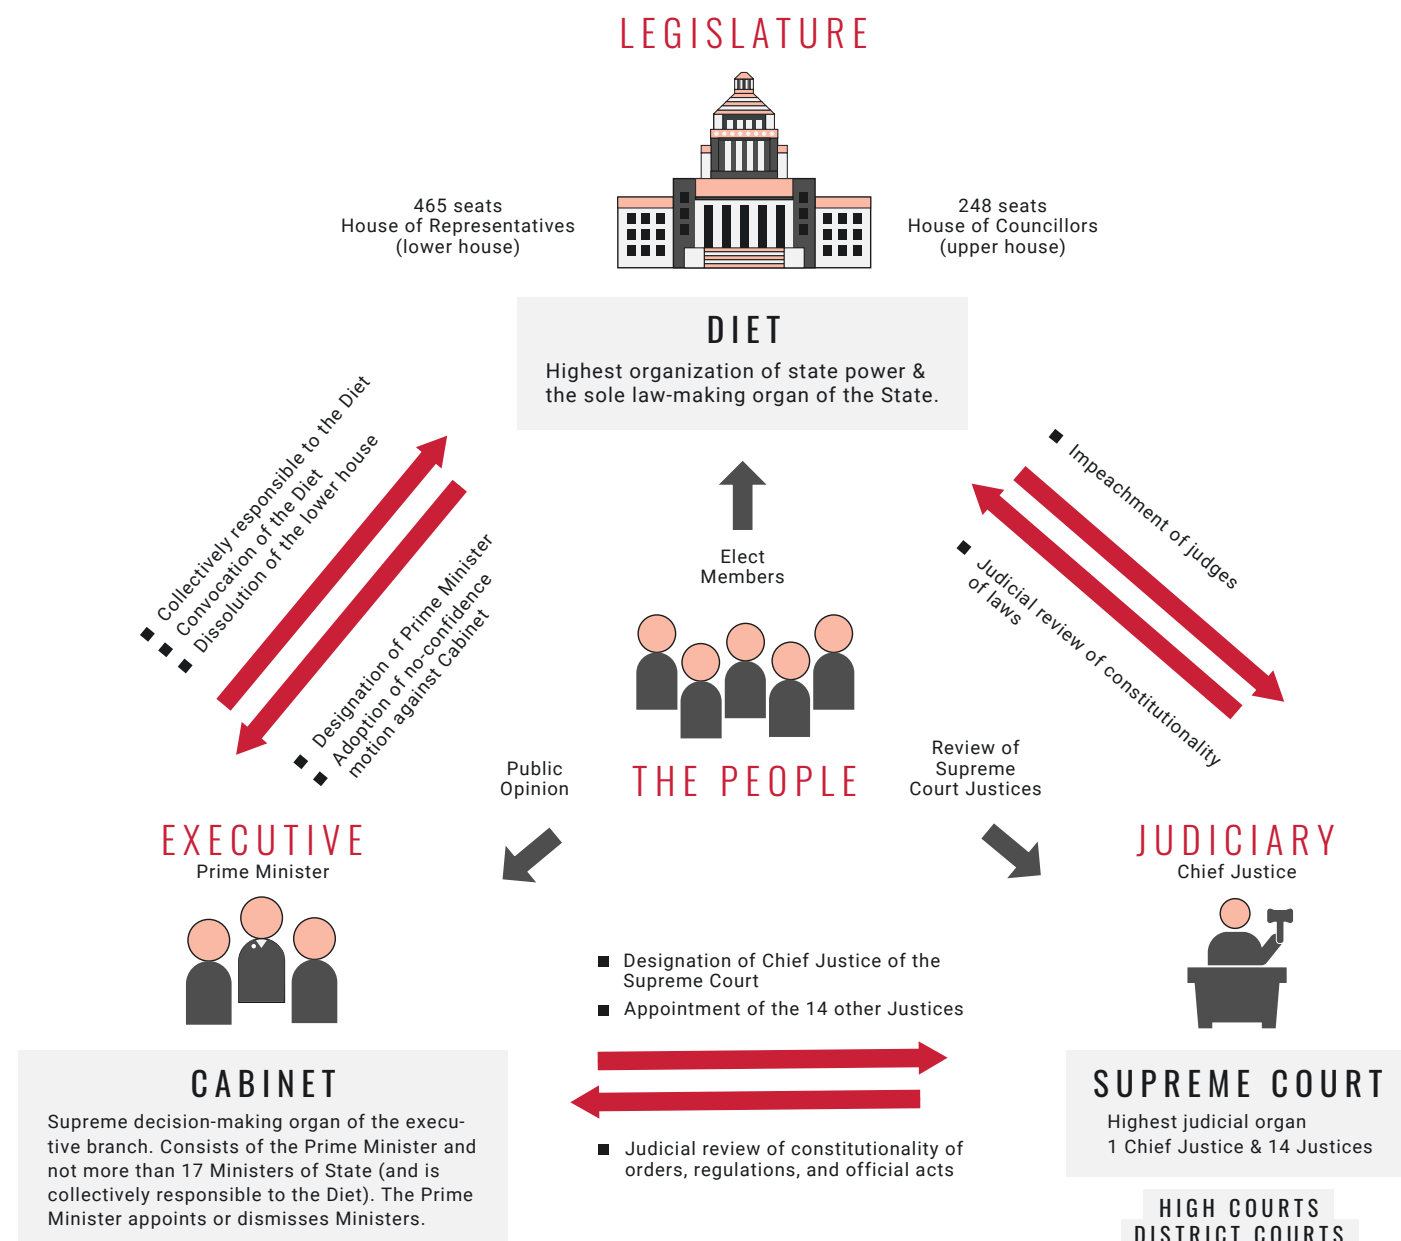 LEGISLATURE
465 seats
House of Representatives
(lower house)
248 seats
House of Councillors
(upper house)
DIET
Highest organization of state power &
the sole law-making organ of the State.
■ Collectively responsible to the Diet
■ Convocation of the Diet
■ Dissolution of the lower house
■ Designation of Prime Minister
■ Adoption of no-confidence
motion against Cabinet
■ Impeachment of judges
■ Judicial review of constitutionality
of laws
Elect
Members
THE PEOPLE
Public
Opinion
Review of
Supreme
Court Justices
EXECUTIVE
Prime Minister
JUDICIARY
Chief Justice
■ Designation of Chief Justice of the
Supreme Court
■ Appointment of the 14 other Justices
■ Judicial review of constitutionality of
orders, regulations, and official acts
CABINET
Supreme decision-making organ of the execu-
tive branch. Consists of the Prime Minister and
not more than 17 Ministers of State (and is
collectively responsible to the Diet). The Prime
Minister appoints or dismisses Ministers.
SUPREME COURT
Highest judicial organ
1 Chief Justice & 14 Justices
HIGH COURTS
DISTRICT COURTS